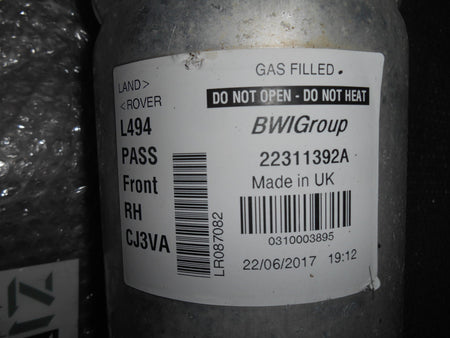 LAND>
<ROVER
L494
PASS
Front
RH
CJ3VA
LR087082
GAS FILLED
DO NOT OPEN - DO NOT HEAT
BWIGroup
22311392A
Made in UK
0310003895
22/06/2017 19:12